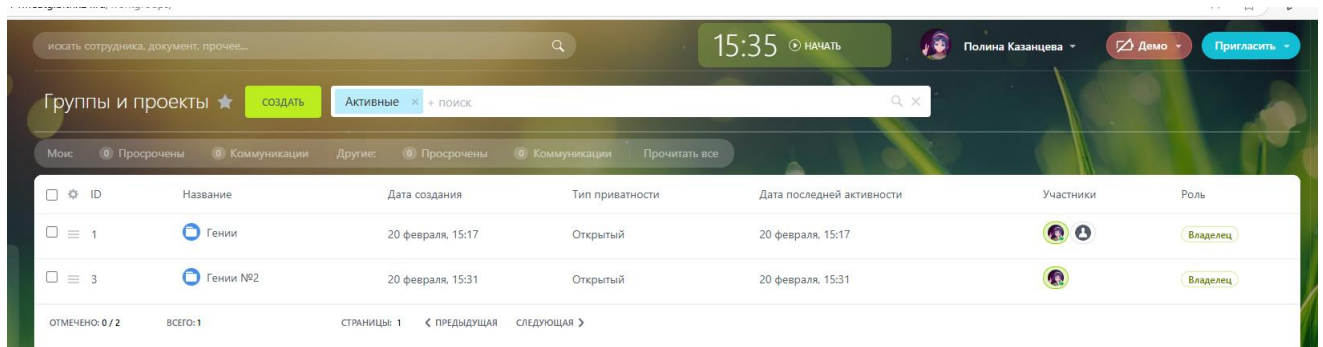 искать сотрудника, документ, прочее...
15:35 НАЧАТЬ
Полина Казанцева
Демо
Пригласить
Группы и проекты
СОЗДАТЬ
Активные × + поиск
Мои: 0 Просрочены 0 Коммуникации Другие: 0 Просрочены 0 Коммуникации Прочитать все
ID Название Дата создания Тип приватности Дата последней активности Участники Роль
1 Гении 20 февраля, 15:17 Открытый 20 февраля, 15:17 Владелец
3 Гении №2 20 февраля, 15:31 Открытый 20 февраля, 15:31 Владелец
ОТМЕЧЕНО: 0 / 2 ВСЕГО: 1 СТРАНИЦЫ: 1 ПРЕДЫДУЩАЯ СЛЕДУЮЩАЯ